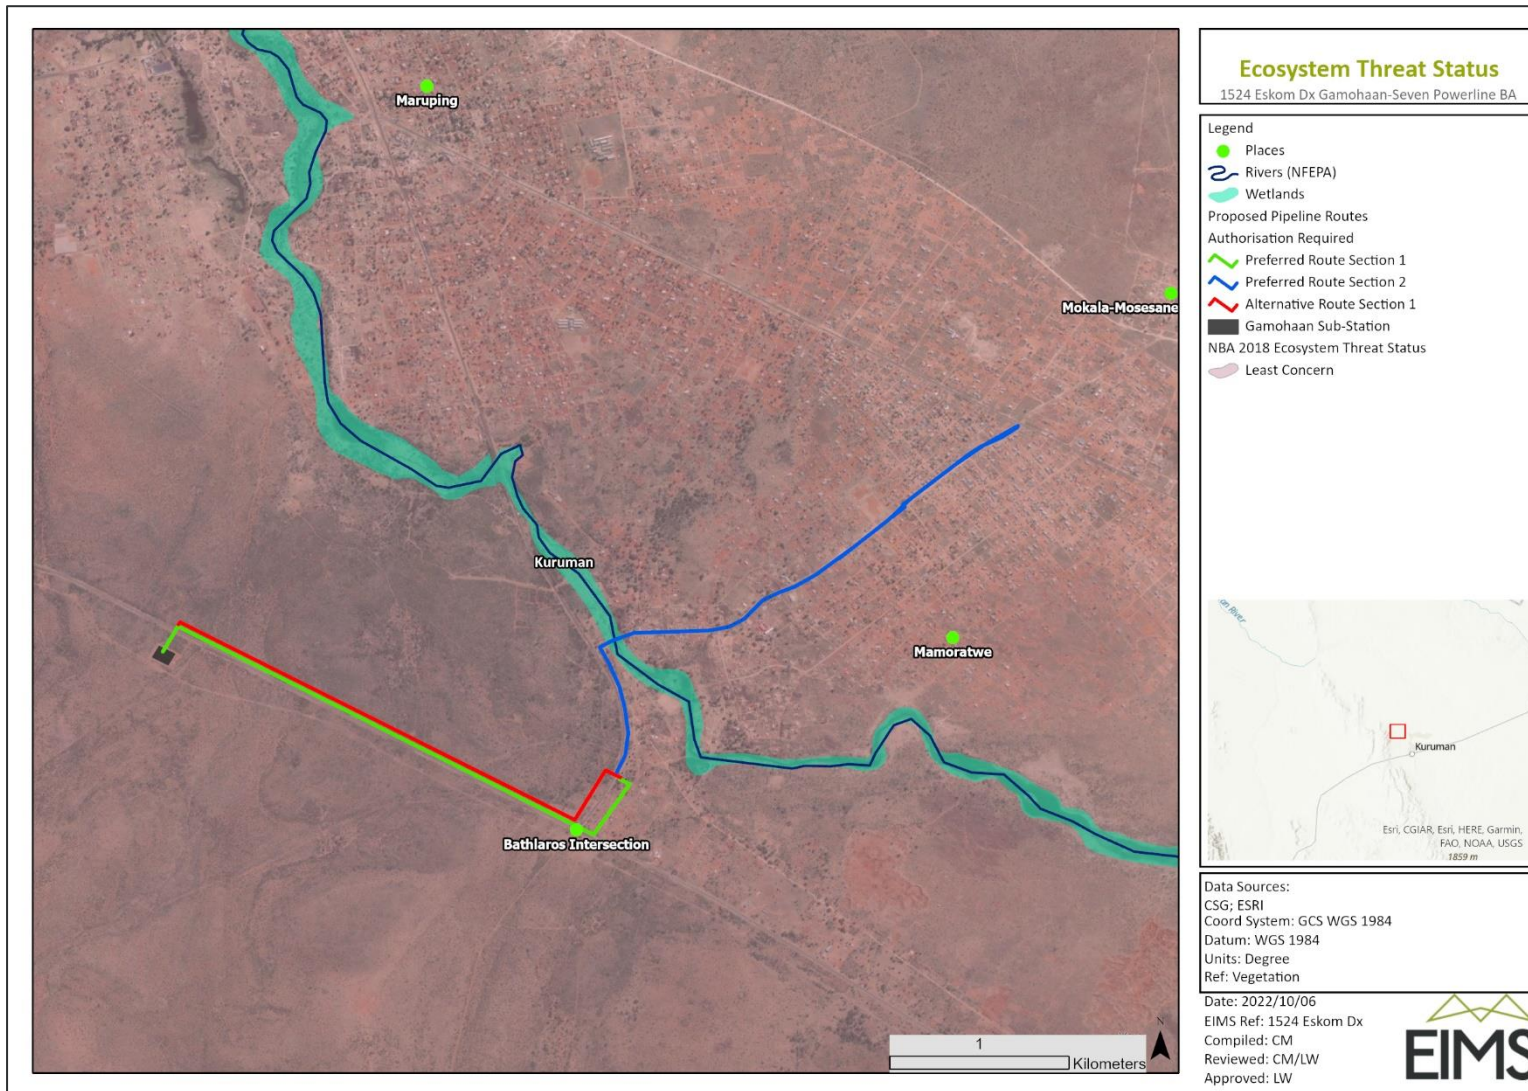 Maruping
Mokala-Mosesane
Kuruman
Mamoratwe
Bathlaros Intersection
N
1
Kilometers
Ecosystem Threat Status
1524 Eskom Dx Gamohaan-Seven Powerline BA
Legend
Places
Rivers (NFEPA)
Wetlands
Proposed Pipeline Routes
Authorisation Required
Preferred Route Section 1
Preferred Route Section 2
Alternative Route Section 1
Gamohaan Sub-Station
NBA 2018 Ecosystem Threat Status
Least Concern
River
Kuruman
Esri, CGIAR, Esri, HERE, Garmin,
FAO, NOAA, USGS
1859 m
Data Sources:
CSG; ESRI
Coord System: GCS WGS 1984
Datum: WGS 1984
Units: Degree
Ref: Vegetation
Date: 2022/10/06
EIMS Ref: 1524 Eskom Dx
Compiled: CM
Reviewed: CM/LW
Approved: LW
EIMS